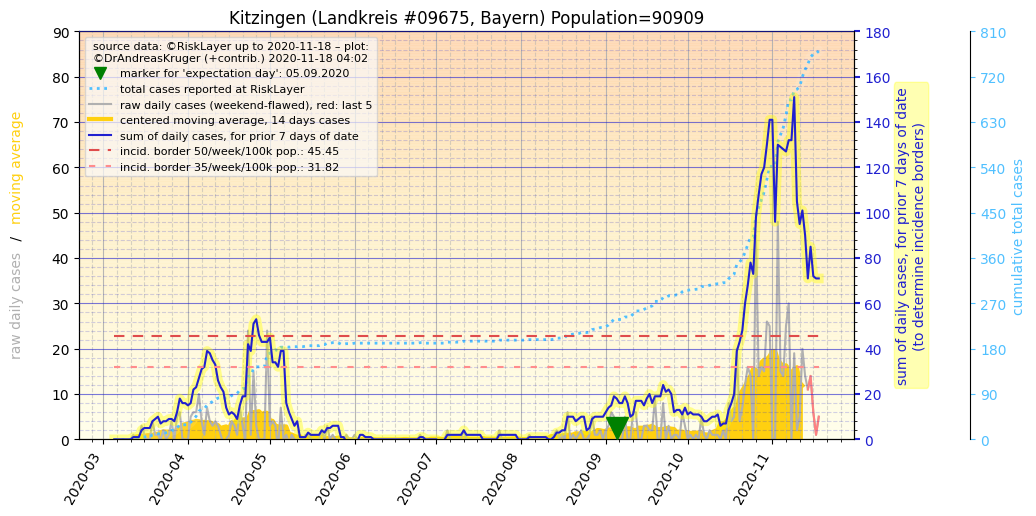 Kitzingen (Landkreis #09675, Bayern) Population=90909
source data: ©RiskLayer up to 2020-11-18 – plot:
©DrAndreasKruger (+contrib.) 2020-11-18 04:02
marker for 'expectation day': 05.09.2020
total cases reported at RiskLayer
raw daily cases (weekend-flawed), red: last 5
centered moving average, 14 days cases
sum of daily cases, for prior 7 days of date
incid. border 50/week/100k pop.: 45.45
incid. border 35/week/100k pop.: 31.82
raw daily cases / moving average
90
80
70
60
50
40
30
20
10
0
2020-03
2020-04
2020-05
2020-06
2020-07
2020-08
2020-09
2020-10
2020-11
180
160
140
120
100
80
60
40
20
0
sum of daily cases, for prior 7 days of date
(to determine incidence borders)
810
720
630
540
450
360
270
180
90
0
cumulative total cases